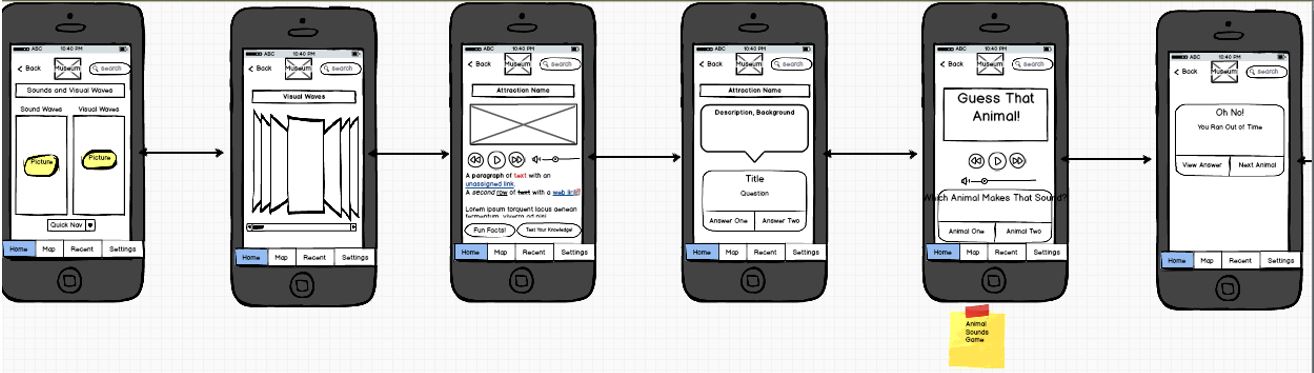 ABC 10:40 PM
Back Museum search
Sounds and Visual Waves
Sound Waves Visual Waves
Picture Picture
Quick Nav
Home Map Recent Settings
ABC 10:40 PM
Back Museum search
Visual Waves
Home Map Recent Settings
ABC 10:40 PM
Back Museum search
Attraction Name
A paragraph of text with an
unassigned link.
A second row of text with a web link
Lorem ipsum torquent locus aenean
fermentum, viverra od nisl
Fun Facts! Test Your Knowledge!
Home Map Recent Settings
ABC 10:40 PM
Back Museum search
Attraction Name
Description, Background
Title
Question
Answer One Answer Two
Home Map Recent Settings
ABC 10:40 PM
Back Museum search
Guess That
Animal!
Which Animal Makes That Sound?
Animal One Animal Two
Home Map Recent Settings
Animal
Sounds
Game
ABC 10:40 PM
Back Museum search
Oh No!
You Ran Out of Time
View Answer Next Animal
Home Map Recent Settings